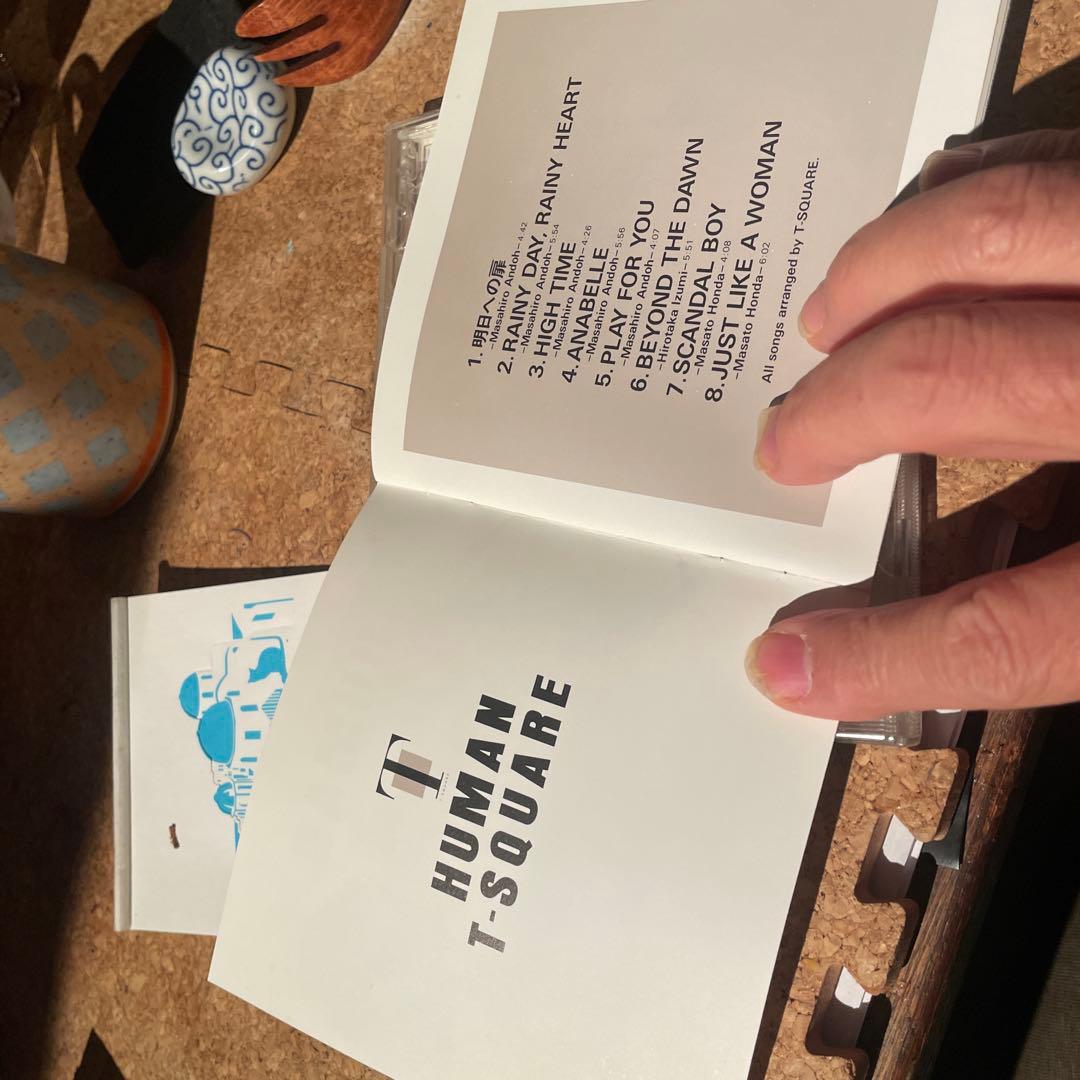 T
HUMAN
T-SQUARE
1. 明日への扉
-Masahiro Andoh-4:42
2. RAINY DAY, RAINY HEART
-Masahiro Andoh-5:54
3. HIGH TIME
-Masahiro Andoh-4:26
4. ANABELLE
-Masahiro Andoh-5:56
5. PLAY FOR YOU
-Masahiro Andoh-4:07
6. BEYOND THE DAWN
-Hirotaka Izumi-5:51
7. SCANDAL BOY
-Masato Honda-4:08
8. JUST LIKE A WOMAN
-Masato Honda-6:02
All songs arranged by T-SQUARE.